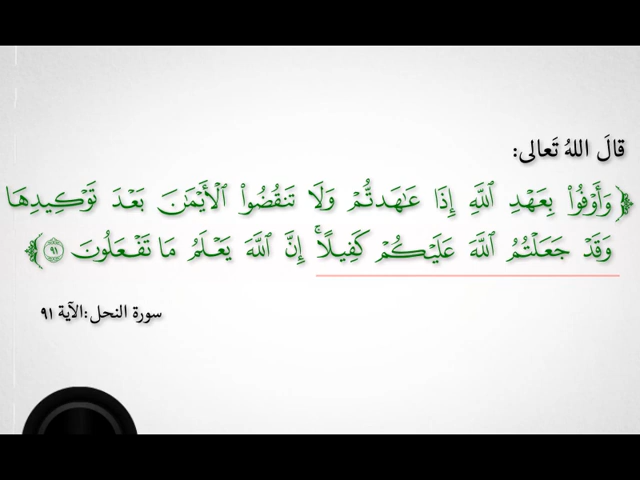 قالَ اللهُ تَعالى:
﴿وَأَوْفُوا۟ بِعَهْدِ ٱللَّهِ إِذَا عَـٰهَدتُّمْ وَلَا تَنقُضُوا۟ ٱلْأَيْمَـٰنَ بَعْدَ تَوْكِيدِهَا
وَقَدْ جَعَلْتُمُ ٱللَّهَ عَلَيْكُمْ كَفِيلًا ۚ إِنَّ ٱللَّهَ يَعْلَمُ مَا تَفْعَلُونَ ٩١﴾
سورة النحل:الآية ٩١